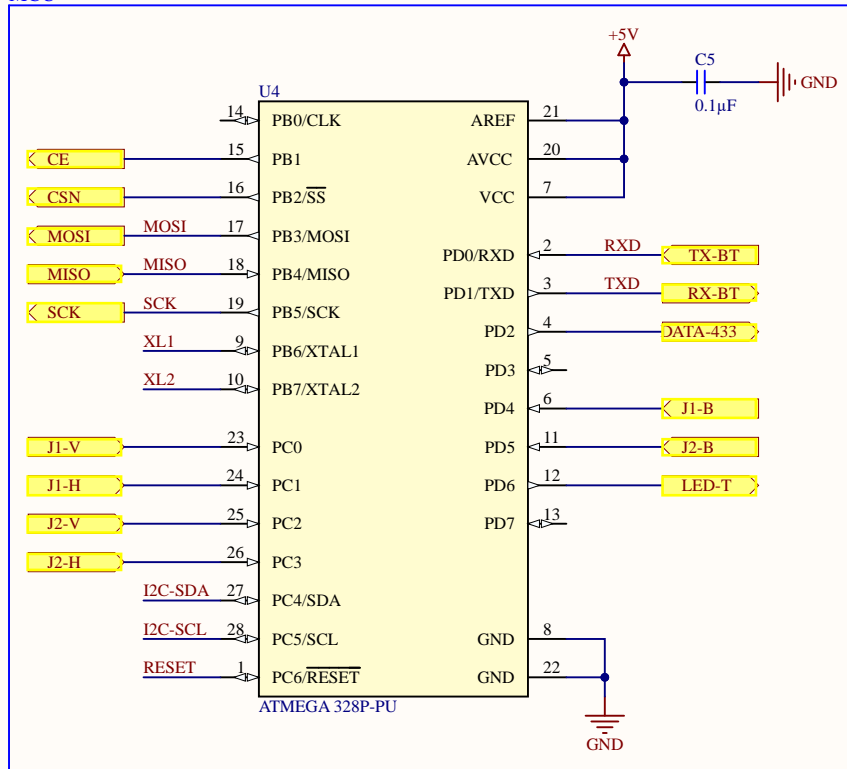 +5V
C5
GND
0.1µF
U4
14 PB0/CLK AREF 21
CE 15 PB1 AVCC 20
CSN 16 PB2/SS VCC 7
MOSI MOSI 17 PB3/MOSI
PD0/RXD 2 RXD TX-BT
MISO MISO 18 PB4/MISO
PD1/TXD 3 TXD RX-BT
SCK SCK 19 PB5/SCK
PD2 4 DATA-433
XL1 9 PB6/XTAL1
PD3 5
XL2 10 PB7/XTAL2
PD4 6 J1-B
J1-V 23 PC0 PD5 11 J2-B
J1-H 24 PC1 PD6 12 LED-T
J2-V 25 PC2 PD7 13
J2-H 26 PC3
I2C-SDA 27 PC4/SDA
I2C-SCL 28 PC5/SCL GND 8
RESET 1 PC6/RESET GND 22
ATMEGA 328P-PU
GND